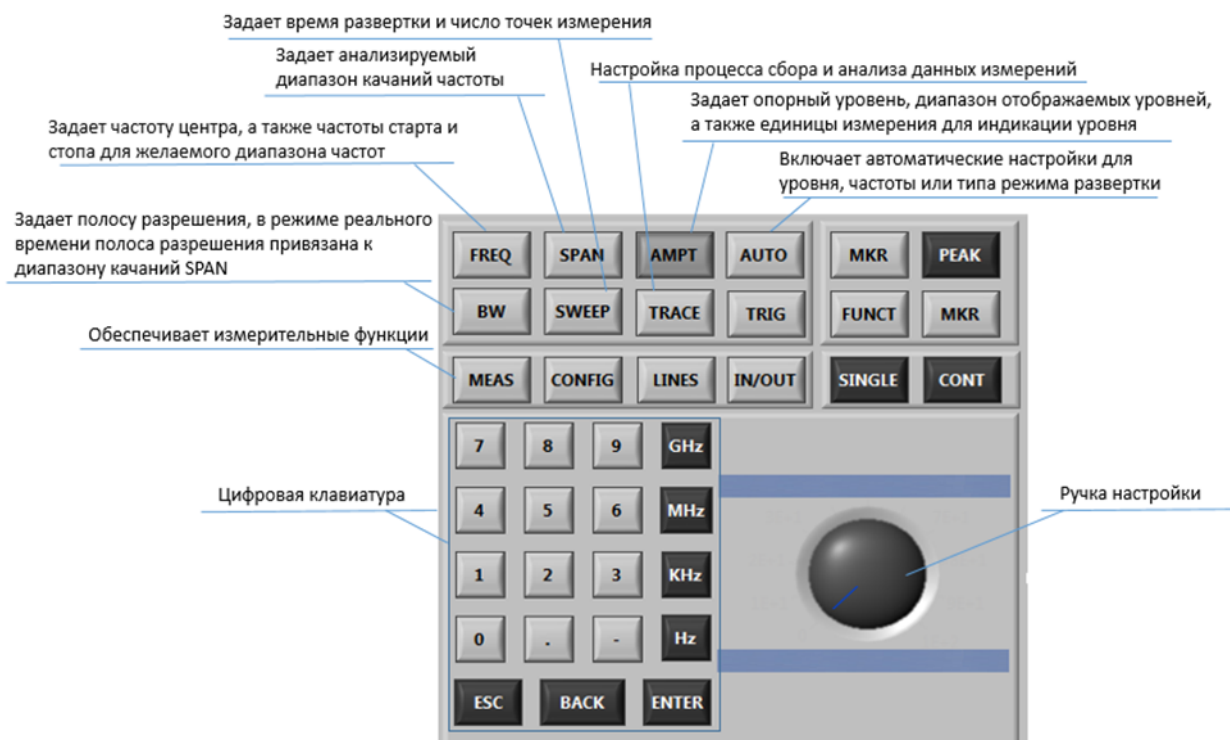 Задает время развертки и число точек измерения
Задает анализируемый
диапазон качаний частоты
Настройка процесса сбора и анализа данных измерений
Задает опорный уровень, диапазон отображаемых уровней,
а также единицы измерения для индикации уровня
Задает частоту центра, а также частоты старта и
стопа для желаемого диапазона частот
Включает автоматические настройки для
уровня, частоты или типа режима развертки
Задает полосу разрешения, в режиме реального
времени полоса разрешения привязана к
диапазону качаний SPAN
FREQ SPAN AMPT AUTO MKR PEAK
BW SWEEP TRACE TRIG FUNCT MKR
Обеспечивает измерительные функции
MEAS CONFIG LINES IN/OUT SINGLE CONT
7 8 9 GHz
Цифровая клавиатура
4 5 6 MHz
Ручка настройки
1 2 3 KHz
0 . - Hz
ESC BACK ENTER